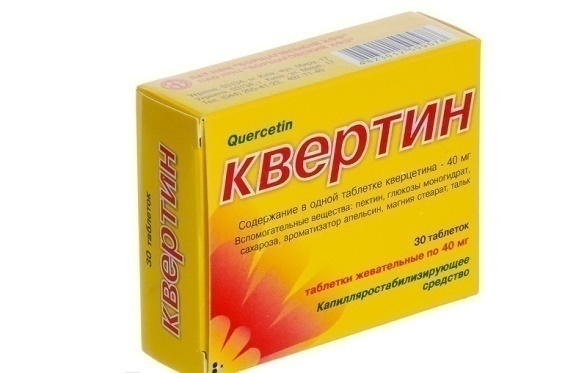 Quercetin
КВЕРТИН
Содержание в одной таблетке кверцетина - 40 мг
Вспомогательные вещества: пектин, глюкозы моногидрат,
сахароза, ароматизатор апельсин, магния стеарат, тальк
30 таблеток
таблетки жевательные по 40 мг
Капилляростабилизирующее
средство
30 таблеток
КВЕРТИН